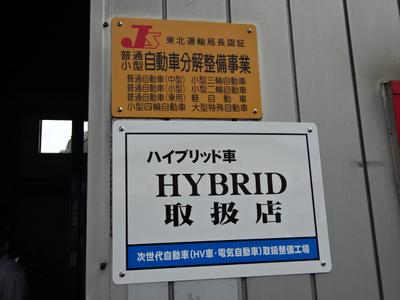 JS 東北運輸局長認証
普通
小型 自動車分解整備事業
普通自動車(中型) 小型三輪自動車
普通自動車(小型) 小型二輪自動車
普通自動車(乗用) 軽自動車
小型四輪自動車 大型特殊自動車
ハイブリッド車
HYBRID
取扱店
次世代自動車(HV車・電気自動車)取扱整備工場